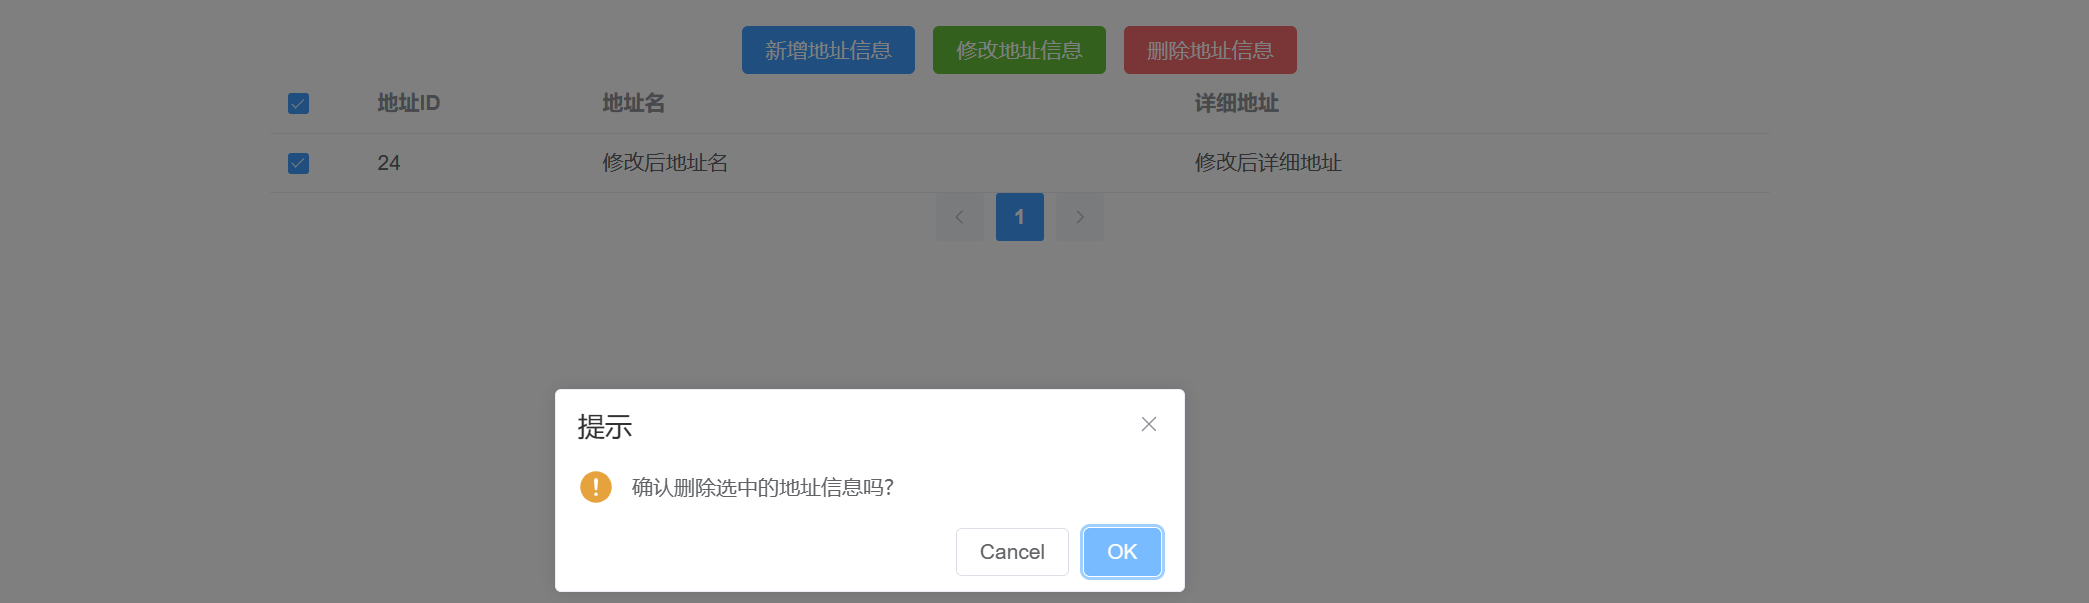 新增地址信息 修改地址信息 删除地址信息
地址ID 地址名 详细地址
24 修改后地址名 修改后详细地址
1
提示
确认删除选中的地址信息吗?
Cancel OK